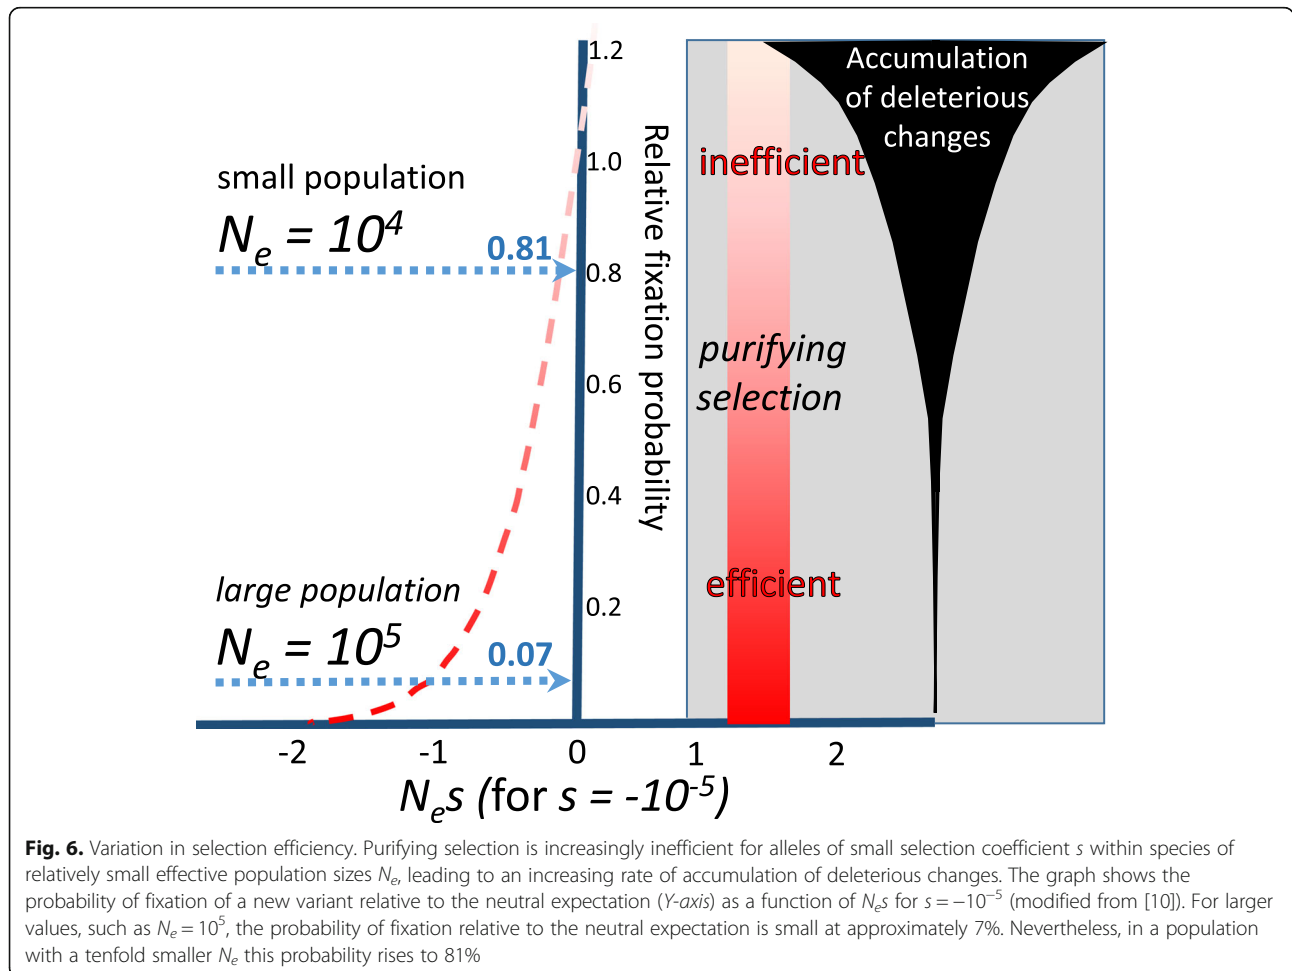 1.2
Accumulation
of deleterious
changes
small population
Nₑ = 10⁴
1.0
inefficient
0.81
0.8
Relative fixation probability
purifying
selection
0.6
0.4
large population
Nₑ = 10⁵
0.2
efficient
0.07
-2 -1 0 1 2
Nₑs (for s = -10⁻⁵)
Fig. 6. Variation in selection efficiency. Purifying selection is increasingly inefficient for alleles of small selection coefficient s within species of
relatively small effective population sizes Nₑ, leading to an increasing rate of accumulation of deleterious changes. The graph shows the
probability of fixation of a new variant relative to the neutral expectation (Y-axis) as a function of Nₑs for s = −10⁻⁵ (modified from [10]). For larger
values, such as Nₑ = 10⁵, the probability of fixation relative to the neutral expectation is small at approximately 7%. Nevertheless, in a population
with a tenfold smaller Nₑ this probability rises to 81%